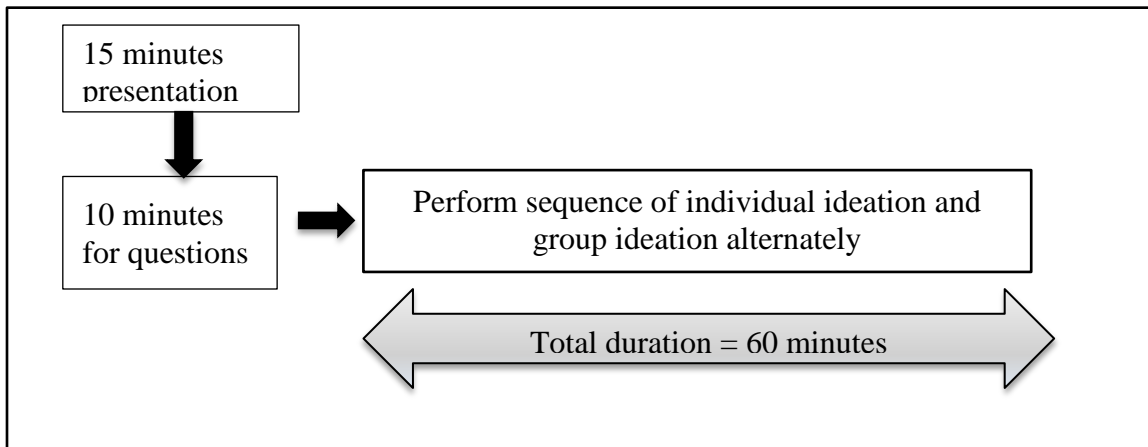 15 minutes
presentation
10 minutes
for questions
Perform sequence of individual ideation and
group ideation alternately
Total duration = 60 minutes